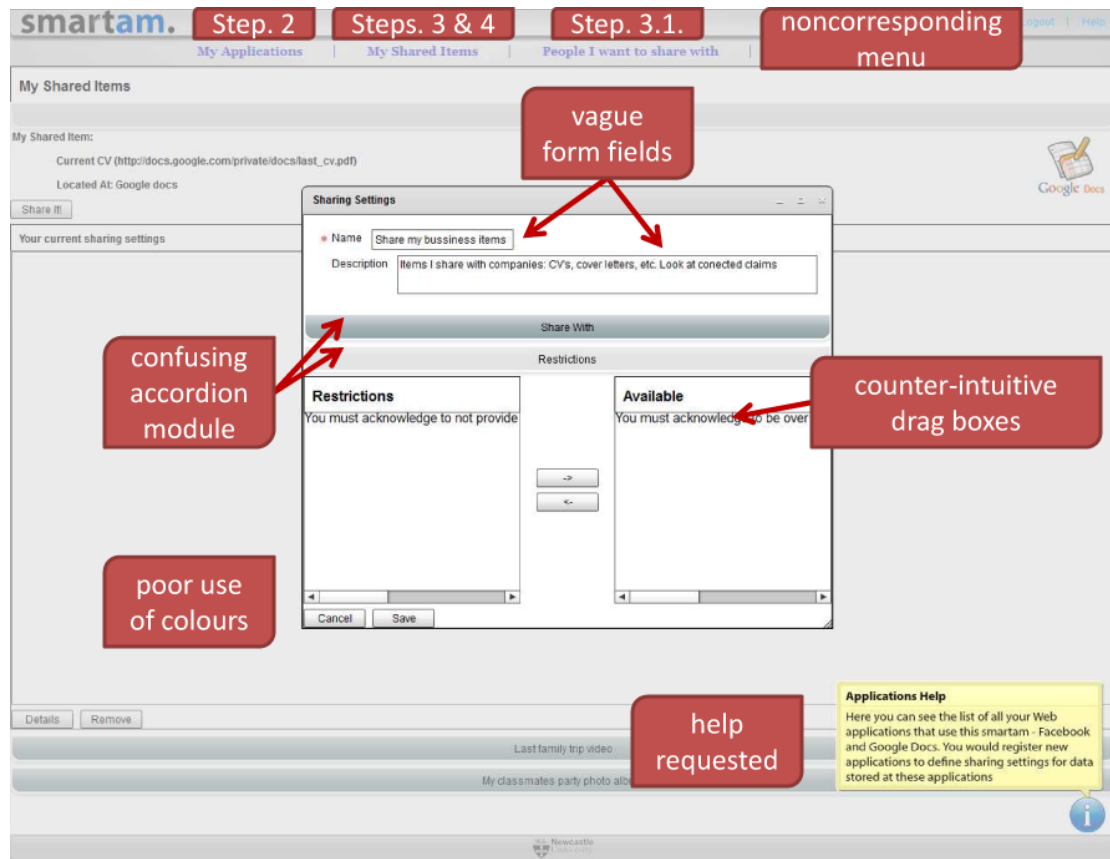 smartam.
Step. 2
Steps. 3 & 4
Step. 3.1.
noncorresponding
menu
Logout | Help
My Applications | My Shared Items | People I want to share with |
My Shared Items
vague
form fields
My Shared Item:
Current CV (http://docs.google.com/private/docs/last_cv.pdf)
Located At: Google docs
Google Docs
Share it!
Sharing Settings
Your current sharing settings
* Name Share my bussiness items
Description Items I share with companies: CV's, cover letters, etc. Look at conected claims
Share With
Restrictions
confusing
accordion
module
counter-intuitive
drag boxes
Restrictions
You must acknowledge to not provide
Available
You must acknowledge to be over
->
<-
poor use
of colours
Cancel Save
help
requested
Applications Help
Here you can see the list of all your Web
applications that use this smartam - Facebook
and Google Docs. You would register new
applications to define sharing settings for data
stored at these applications
Details Remove
Last family trip video
My classmates party photo
i
Newcastle
University